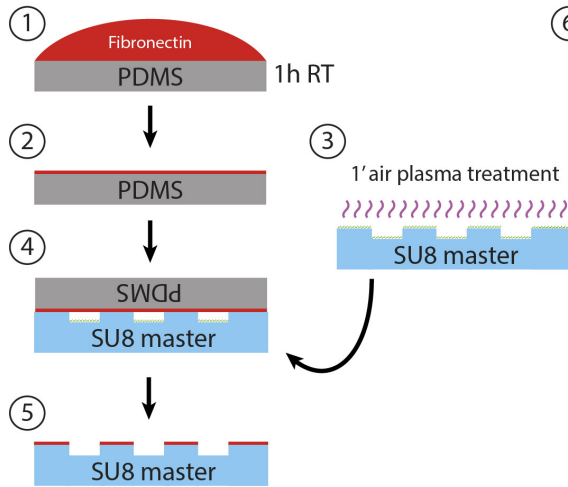 1
Fibronectin
PDMS
1h RT
2
PDMS
3
1' air plasma treatment
SU8 master
4
PDMS
SU8 master
5
SU8 master
6